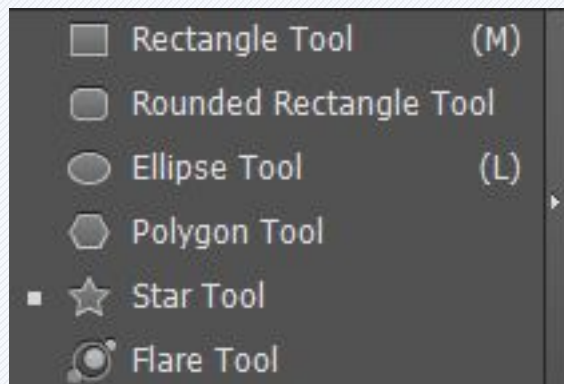 Rectangle Tool (M)
Rounded Rectangle Tool
Ellipse Tool (L)
Polygon Tool
Star Tool
Flare Tool